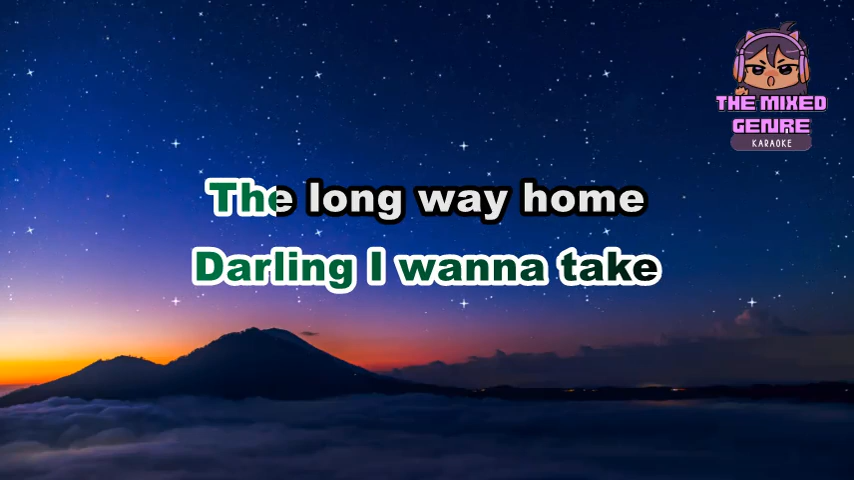 THE MIXED
GENRE
KARAOKE
The long way home
Darling I wanna take